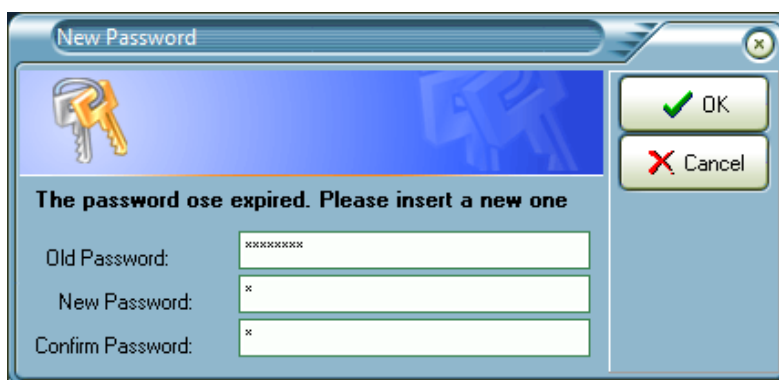 New Password
OK
Cancel
The password ose expired. Please insert a new one
Old Password: ********
New Password: *
Confirm Password: *